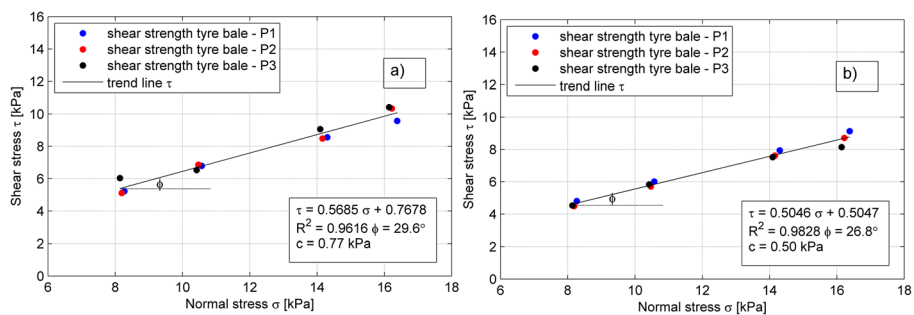 16
14
12
10
8
6
4
2
0
Shear stress τ [kPa]
shear strength tyre bale - P1
shear strength tyre bale - P2
shear strength tyre bale - P3
trend line τ
a)
ϕ
τ = 0.5685 σ + 0.7678
R² = 0.9616 ϕ = 29.6°
c = 0.77 kPa
6 8 10 12 14 16 18
Normal stress σ [kPa]
16
14
12
10
8
6
4
2
0
Shear stress τ [kPa]
shear strength tyre bale - P1
shear strength tyre bale - P2
shear strength tyre bale - P3
trend line τ
b)
ϕ
τ = 0.5046 σ + 0.5047
R² = 0.9828 ϕ = 26.8°
c = 0.50 kPa
6 8 10 12 14 16 18
Normal stress σ [kPa]